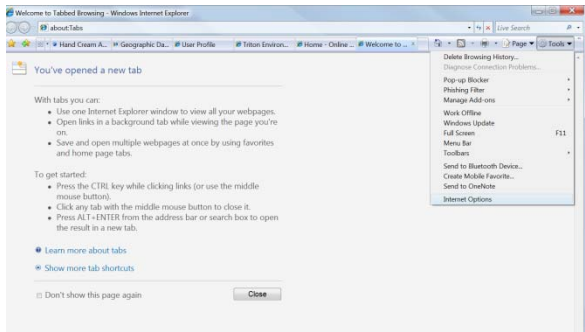 Welcome to Tabbed Browsing - Windows Internet Explorer
about:Tabs
Live Search
Hand Cream A...
Geographic Da...
User Profile
Triton Environ...
Home - Online ...
Welcome to ...
Page
Tools
You've opened a new tab
With tabs you can:
Use one Internet Explorer window to view all your webpages.
Open links in a background tab while viewing the page you're
on.
Save and open multiple webpages at once by using favorites
and home page tabs.
To get started:
Press the CTRL key while clicking links (or use the middle
mouse button).
Click any tab with the middle mouse button to close it.
Press ALT+ENTER from the address bar or search box to open
the result in a new tab.
Learn more about tabs
Show more tab shortcuts
Don't show this page again
Close
Delete Browsing History...
Diagnose Connection Problems...
Pop-up Blocker
Phishing Filter
Manage Add-ons
Work Offline
Windows Update
Full Screen F11
Menu Bar
Toolbars
Send to Bluetooth Device...
Create Mobile Favorite...
Send to OneNote
Internet Options